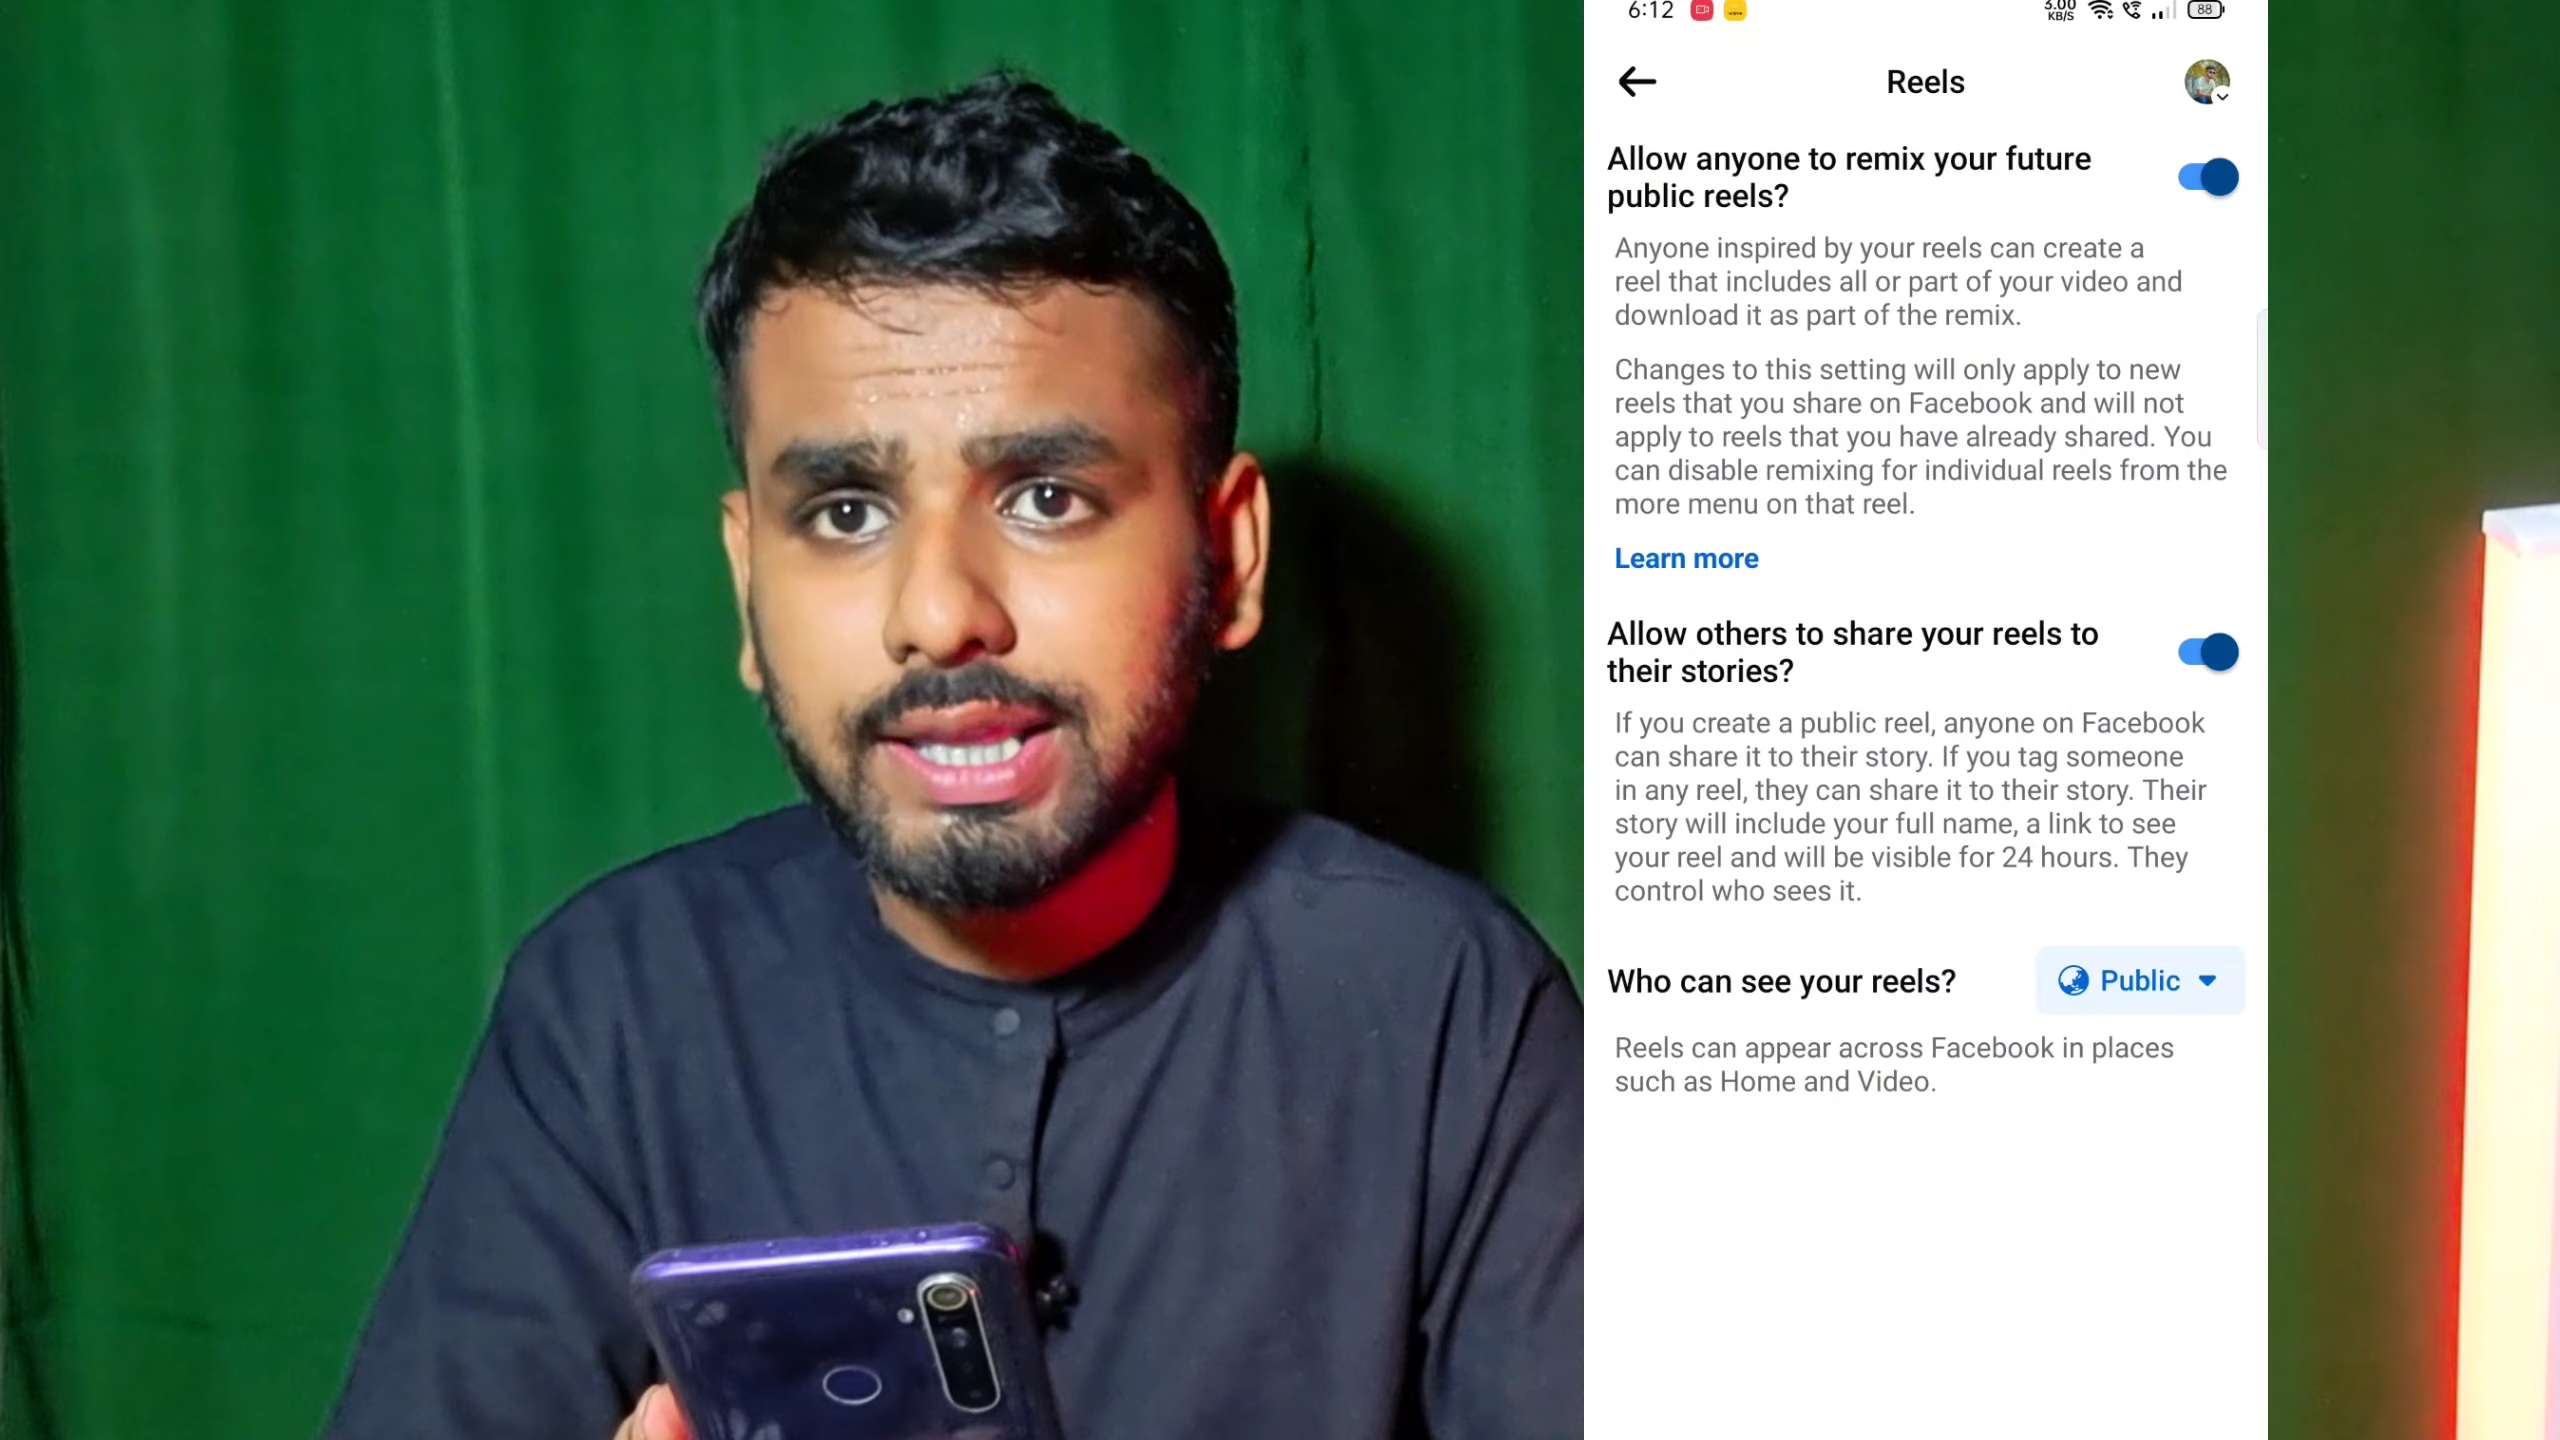 6:12
3.00
KB/S
88
Reels
Allow anyone to remix your future
public reels?
Anyone inspired by your reels can create a
reel that includes all or part of your video and
download it as part of the remix.
Changes to this setting will only apply to new
reels that you share on Facebook and will not
apply to reels that you have already shared. You
can disable remixing for individual reels from the
more menu on that reel.
Learn more
Allow others to share your reels to
their stories?
If you create a public reel, anyone on Facebook
can share it to their story. If you tag someone
in any reel, they can share it to their story. Their
story will include your full name, a link to see
your reel and will be visible for 24 hours. They
control who sees it.
Who can see your reels?
Public
Reels can appear across Facebook in places
such as Home and Video.